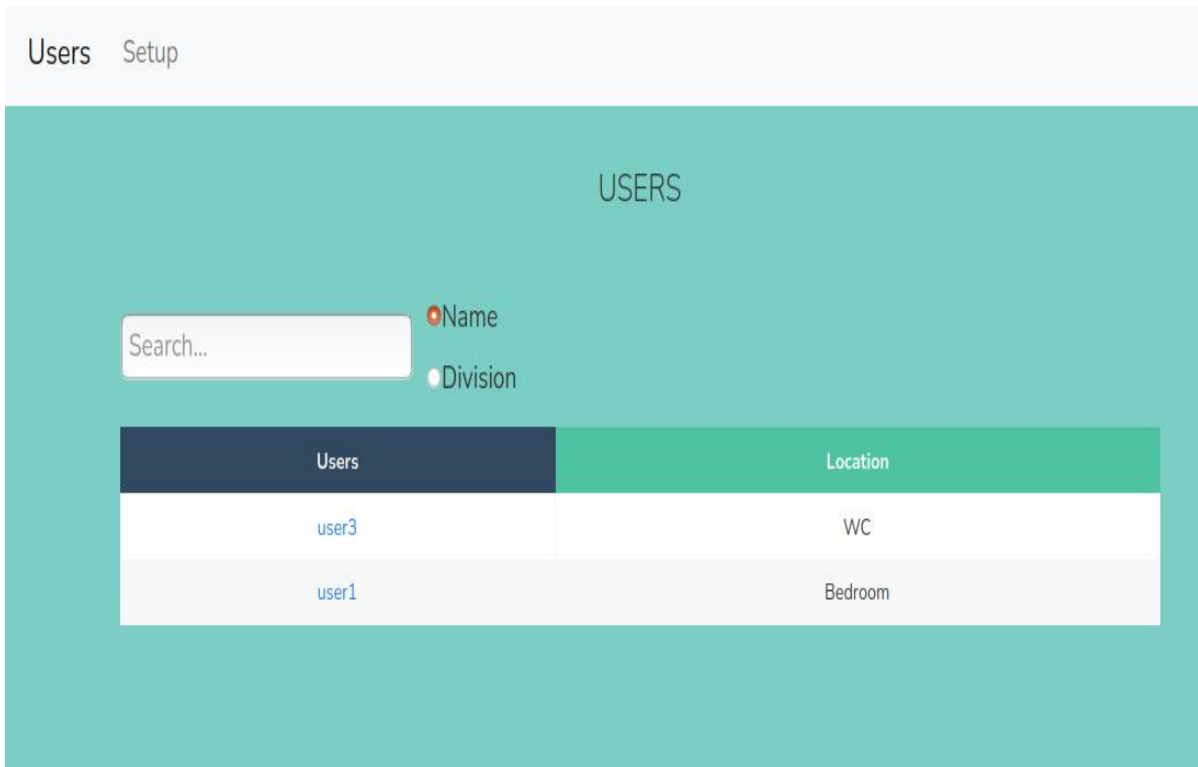 Users Setup
USERS
Search...
Name
Division
Users Location
user3 WC
user1 Bedroom